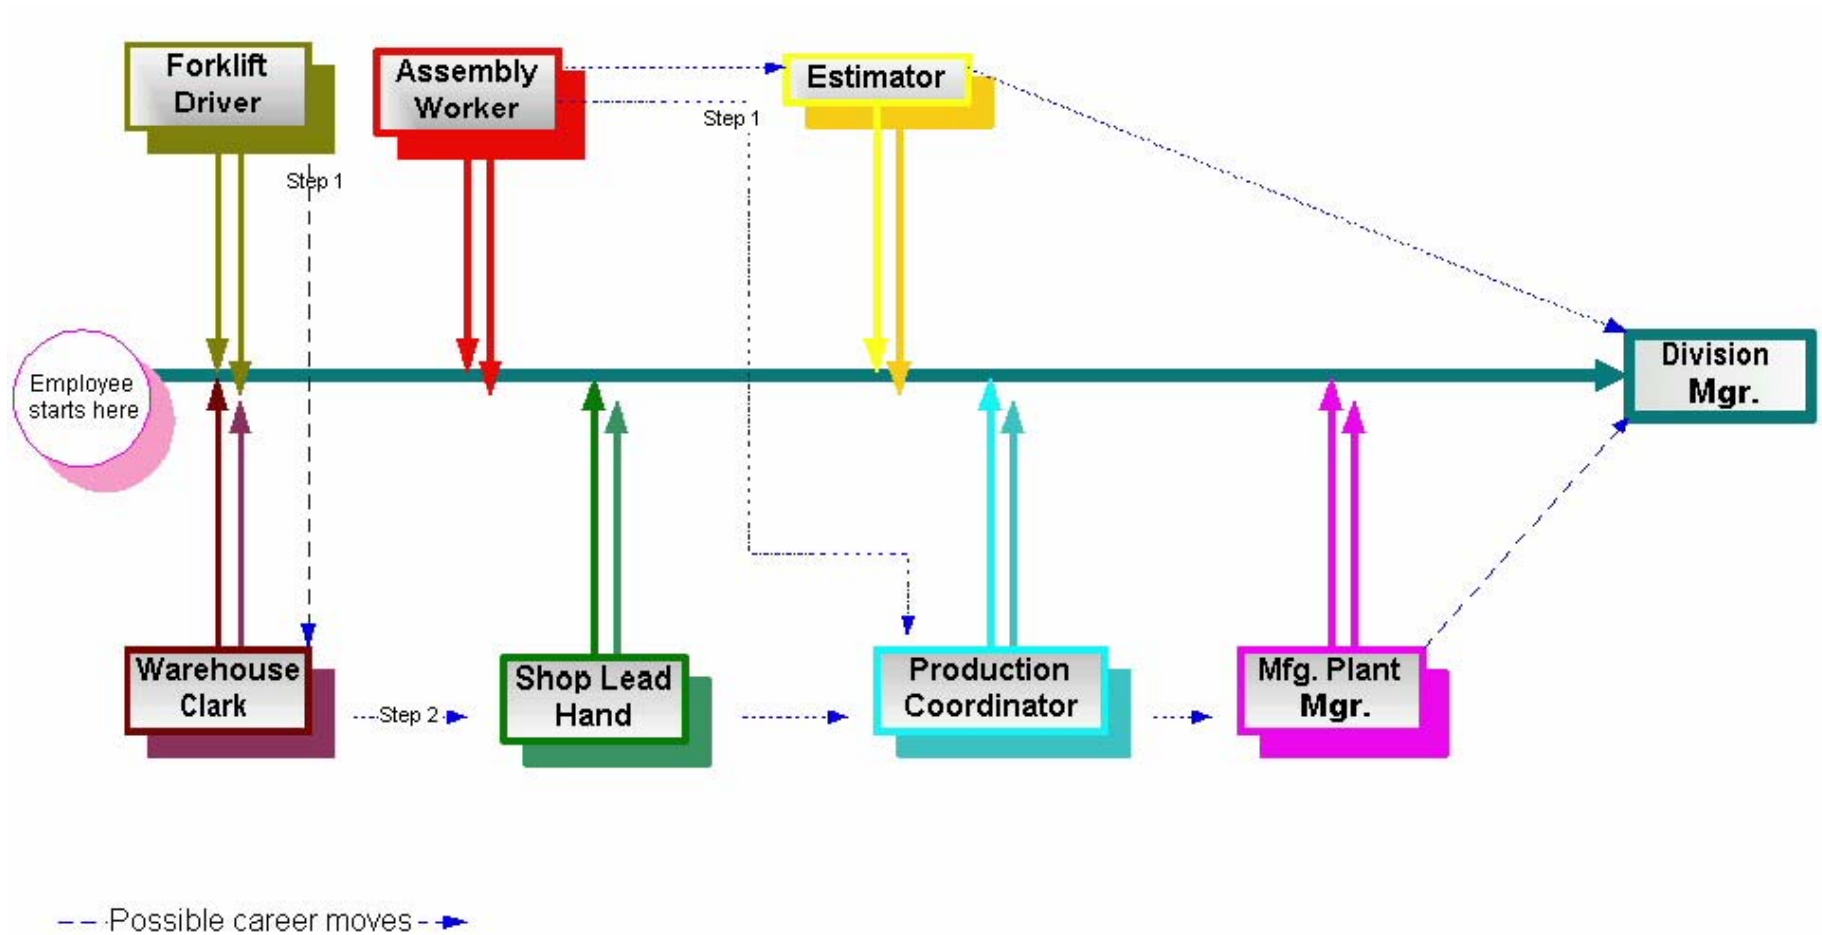 Forklift
Driver
Assembly
Worker
Estimator
Step 1
Step 1
Employee
starts here
Division
Mgr.
Warehouse
Clark
Step 2
Shop Lead
Hand
Production
Coordinator
Mfg. Plant
Mgr.
Possible career moves